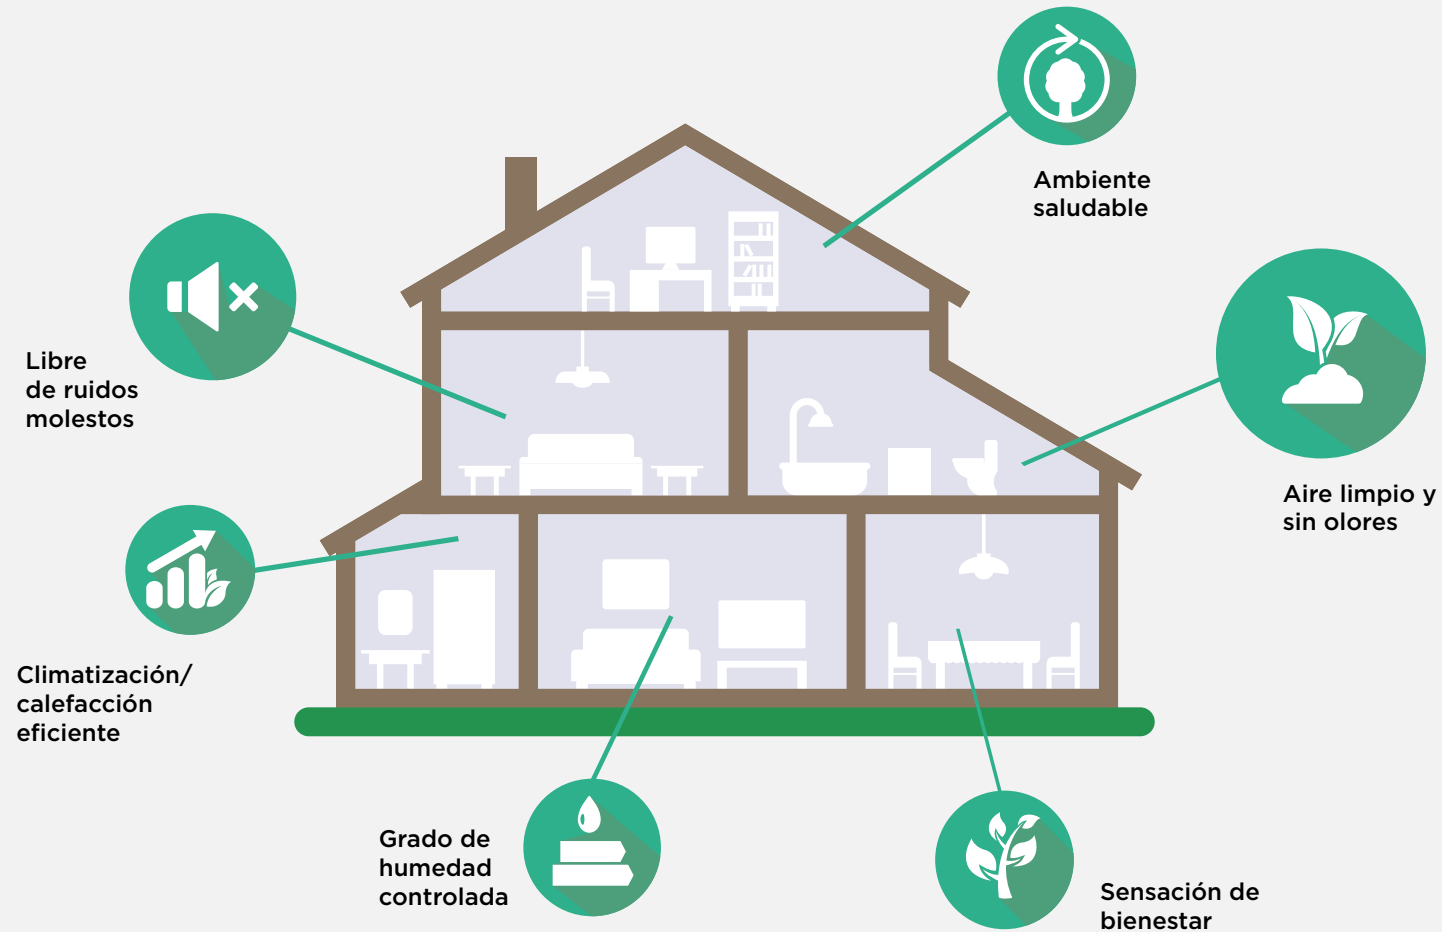 Ambiente
saludable
Libre
de ruidos
molestos
Aire limpio y
sin olores
Climatización/
calefacción
eficiente
Grado de
humedad
controlada
Sensación de
bienestar